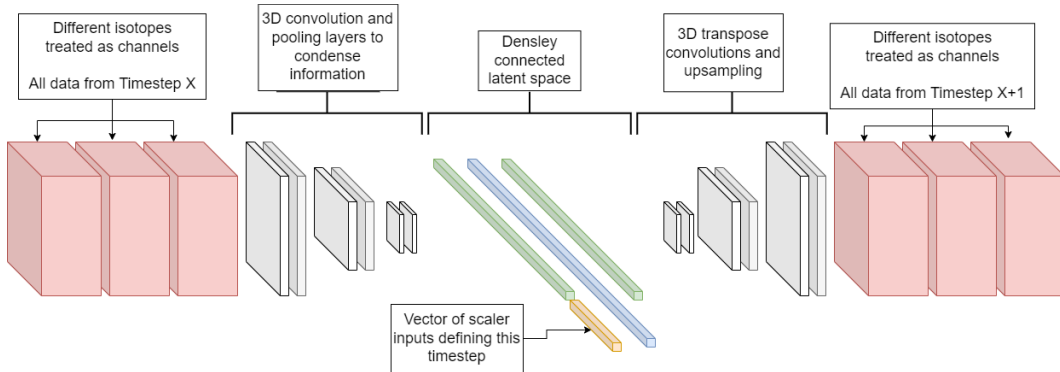 Different isotopes
treated as channels
All data from Timestep X
3D convolution and
pooling layers to
condense
information
Densley
connected
latent space
3D transpose
convolutions and
upsampling
Different isotopes
treated as channels
All data from Timestep X+1
Vector of scaler
inputs defining this
timestep